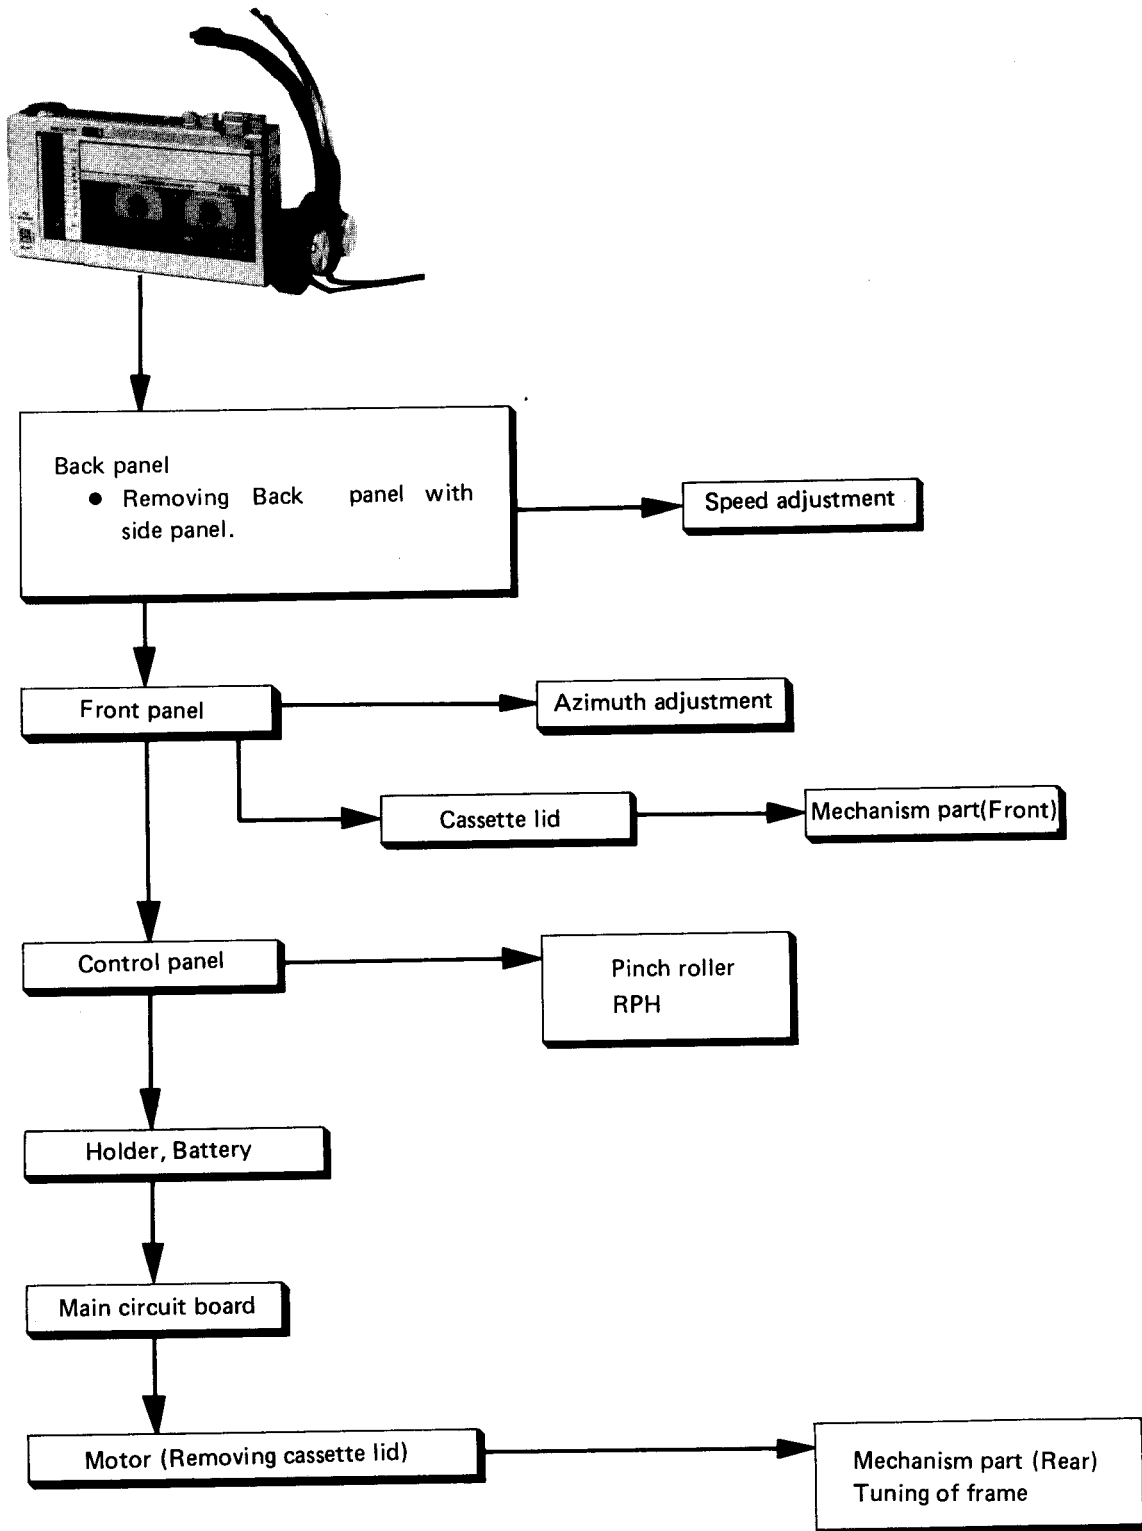 Back panel
● Removing Back panel with
side panel.
Speed adjustment
Front panel
Azimuth adjustment
Cassette lid
Mechanism part(Front)
Control panel
Pinch roller
RPH
Holder, Battery
Main circuit board
Motor (Removing cassette lid)
Mechanism part (Rear)
Tuning of frame